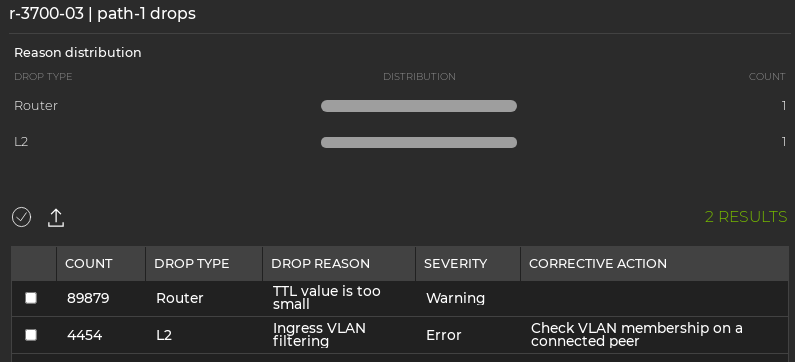 r-3700-03 | path-1 drops
Reason distribution
DROP TYPE DISTRIBUTION COUNT
Router 1
L2 1
2 RESULTS
COUNT DROP TYPE DROP REASON SEVERITY CORRECTIVE ACTION
89879 Router TTL value is too small Warning
4454 L2 Ingress VLAN filtering Error Check VLAN membership on a connected peer